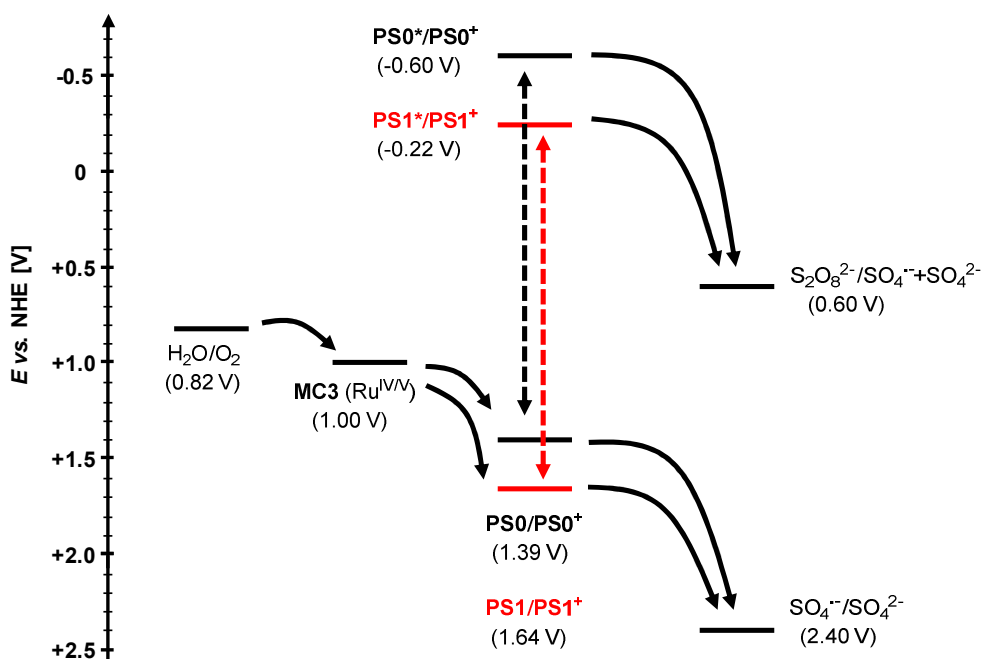 E vs. NHE [V]
-0.5
0
+0.5
+1.0
+1.5
+2.0
+2.5
PS0*/PS0⁺
(-0.60 V)
PS1*/PS1⁺
(-0.22 V)
S₂O₈²⁻/SO₄˙⁻+SO₄²⁻
(0.60 V)
H₂O/O₂
(0.82 V)
MC3 (Ruᴵⱽ/ⱽ)
(1.00 V)
PS0/PS0⁺
(1.39 V)
PS1/PS1⁺
(1.64 V)
SO₄˙⁻/SO₄²⁻
(2.40 V)